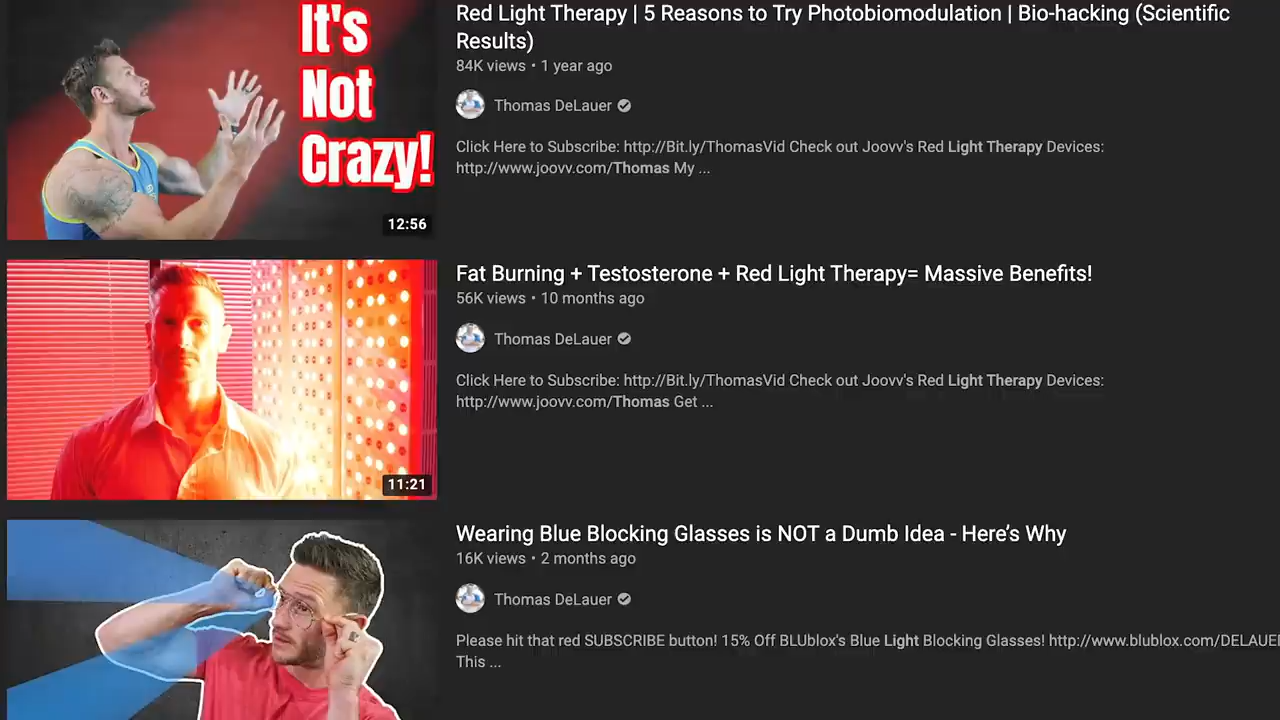 It's
Not
Crazy!
12:56
Red Light Therapy | 5 Reasons to Try Photobiomodulation | Bio-hacking (Scientific
Results)
84K views • 1 year ago
Thomas DeLauer
Click Here to Subscribe: http://Bit.ly/ThomasVid Check out Joovv's Red Light Therapy Devices:
http://www.joovv.com/Thomas My ...
11:21
Fat Burning + Testosterone + Red Light Therapy= Massive Benefits!
56K views • 10 months ago
Thomas DeLauer
Click Here to Subscribe: http://Bit.ly/ThomasVid Check out Joovv's Red Light Therapy Devices:
http://www.joovv.com/Thomas Get ...
Wearing Blue Blocking Glasses is NOT a Dumb Idea - Here’s Why
16K views • 2 months ago
Thomas DeLauer
Please hit that red SUBSCRIBE button! 15% Off BLUblox's Blue Light Blocking Glasses! http://www.blublox.com/DELAUE
This ...